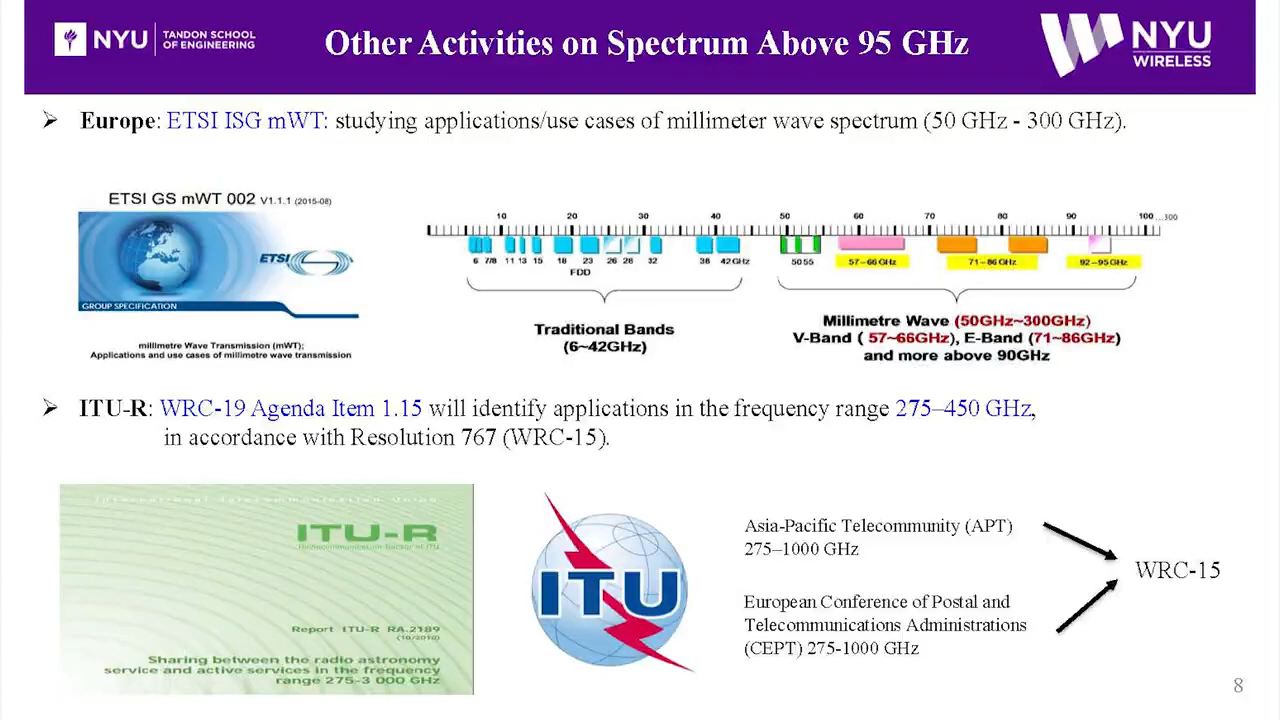 NYU TANDON SCHOOL OF ENGINEERING
Other Activities on Spectrum Above 95 GHz
NYU WIRELESS
➢ Europe: ETSI ISG mWT: studying applications/use cases of millimeter wave spectrum (50 GHz - 300 GHz).
ETSI GS mWT 002 V1.1.1 (2015-08)
ETSI
GROUP SPECIFICATION
millimetre Wave Transmission (mWT);
Applications and use cases of millimetre wave transmission
10 20 30 40 50 60 70 80 90 100 ...300
6 7/8 11 13 15 18 23 26 28 32 38 42GHz 50 55 57-66GHz 71-86GHz 92-95GHz
FDD
Traditional Bands
(6~42GHz)
Millimetre Wave (50GHz~300GHz)
V-Band ( 57~66GHz), E-Band (71~86GHz)
and more above 90GHz
➢ ITU-R: WRC-19 Agenda Item 1.15 will identify applications in the frequency range 275–450 GHz,
in accordance with Resolution 767 (WRC-15).
International Telecommunication Union
ITU-R
Radiocommunication Sector of ITU
Report ITU-R RA.2189
(10/2010)
Sharing between the radio astronomy
service and active services in the frequency
range 275-3 000 GHz
ITU
Asia-Pacific Telecommunity (APT)
275–1000 GHz
WRC-15
European Conference of Postal and
Telecommunications Administrations
(CEPT) 275-1000 GHz
8